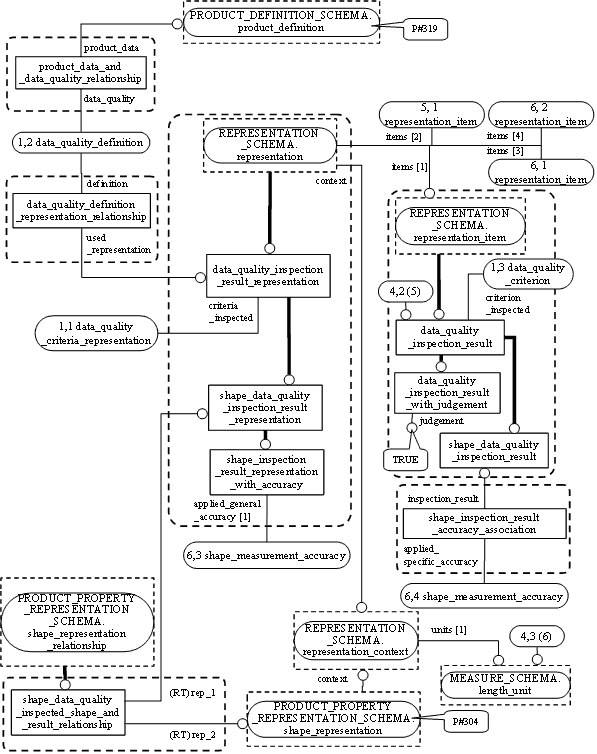 PRODUCT_DEFINITION_SCHEMA.
product_definition
P#319
product_data
product_data_and
_data_quality_relationship
data_quality
1,2 data_quality_definition
definition
data_quality_definition
_representation_relationship
used
_representation
1,1 data_quality
_criteria_representation
REPRESENTATION
_SCHEMA.
representation
context
data_quality_inspection
_result_representation
criteria
_inspected
shape_data_quality
_inspection_result
_representation
shape_inspection
_result_representation
_with_accuracy
applied_general
_accuracy [1]
6,3 shape_measurement_accuracy
5, 1
representation_item
6, 2
representation_item
items [2]
items [4]
items [3]
items [1]
6, 1
representation_item
REPRESENTATION
_SCHEMA.
representation_item
1,3 data_quality
_criterion
4,2 (5)
criterion
_inspected
data_quality
_inspection_result
data_quality
_inspection_result
_with_judgement
judgement
TRUE
shape_data_quality
_inspection_result
inspection_result
shape_inspection_result
_accuracy_association
applied_
specific_accuracy
6,4 shape_measurement_accuracy
PRODUCT_PROPERTY
_REPRESENTATION
_SCHEMA.
shape_representation
_relationship
shape_data_quality
_inspected_shape_and
_result_relationship
(RT) rep_1
(RT) rep_2
REPRESENTATION
_SCHEMA.
representation_context
units [1]
4,3 (6)
context
MEASURE_SCHEMA.
length_unit
PRODUCT_PROPERTY
_REPRESENTATION_SCHEMA
shape_representation
P#304